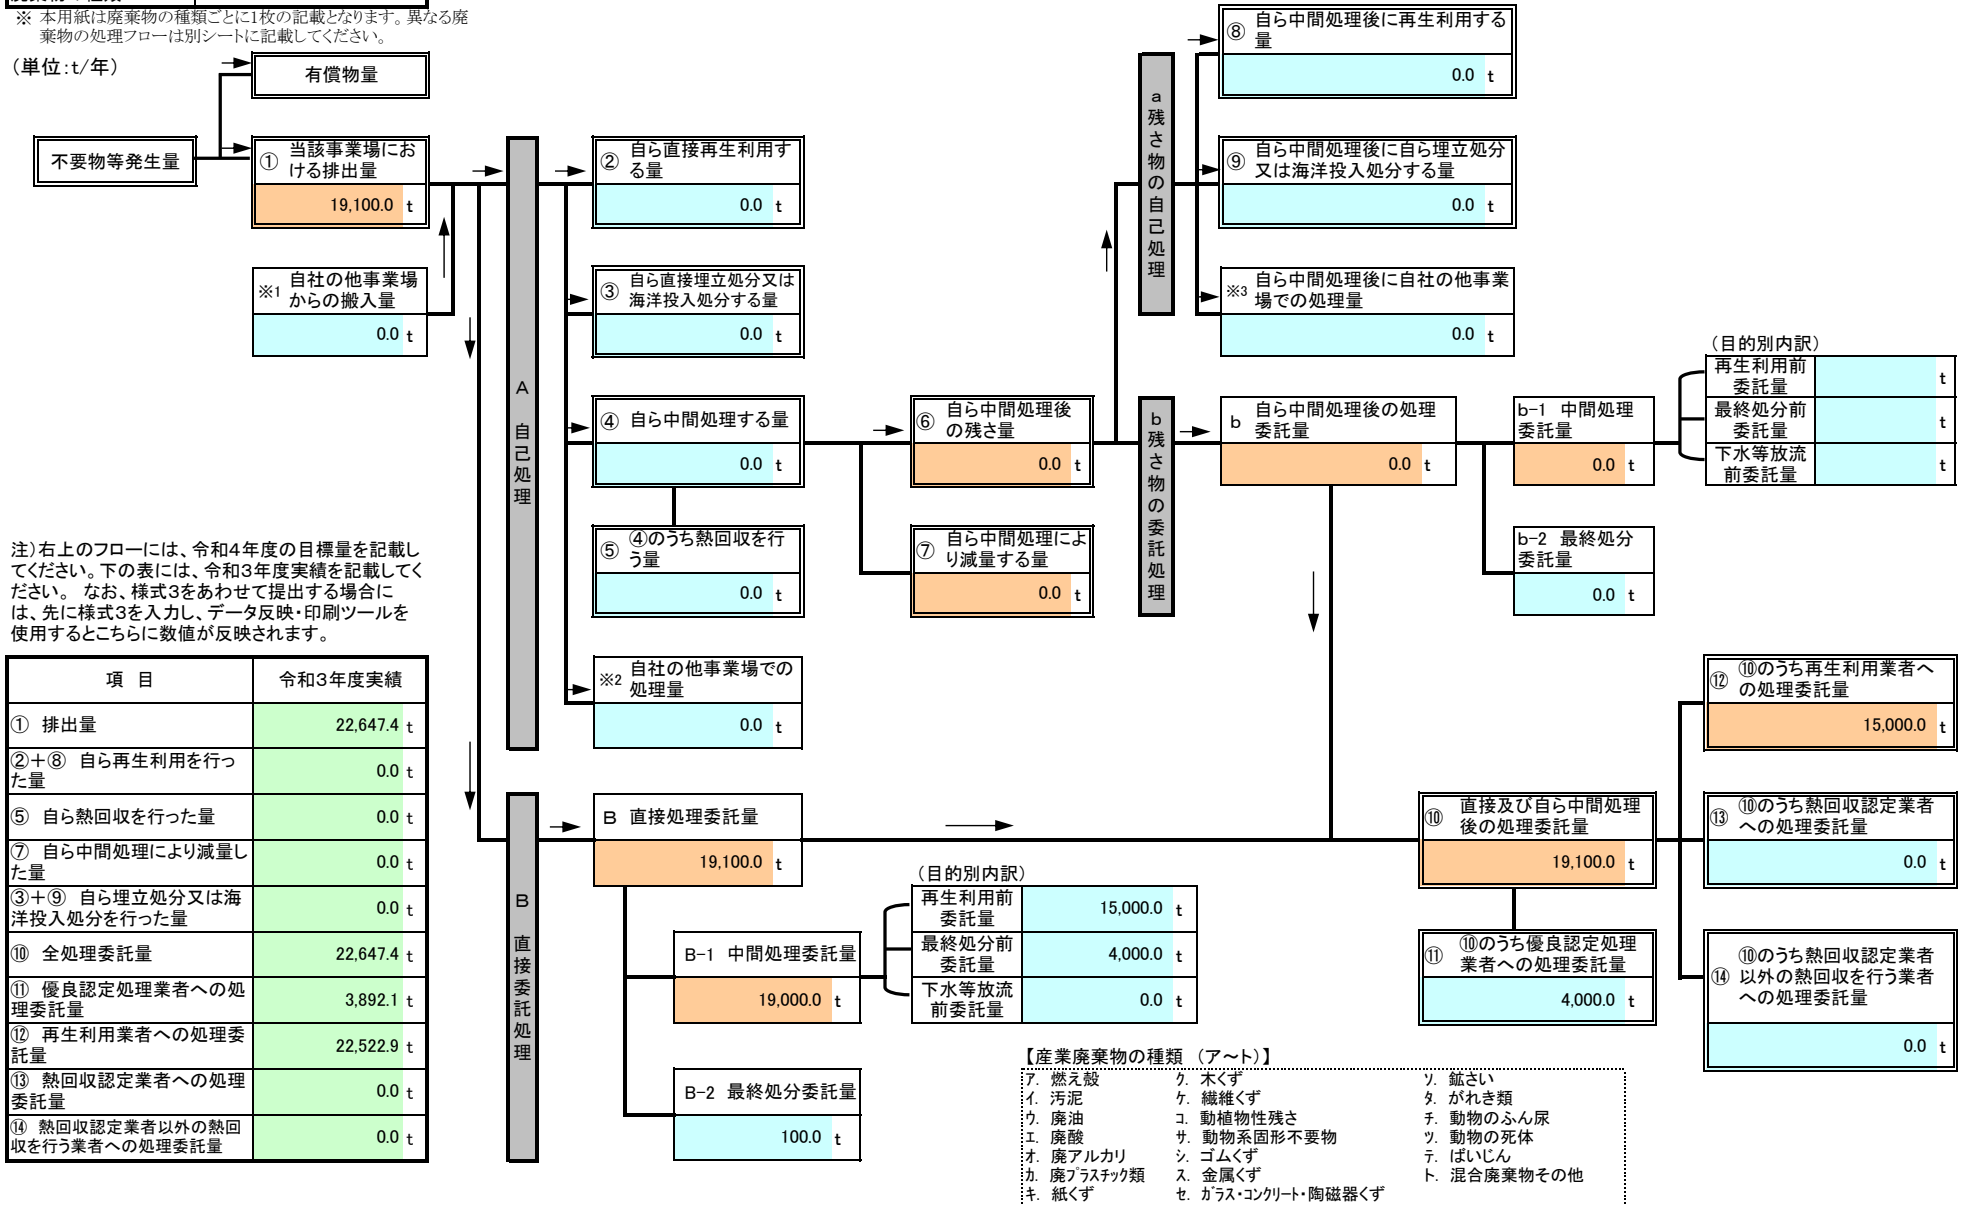 ※ 本用紙は廃棄物の種類ごとに1枚の記載となります。異なる廃
棄物の処理フローは別シートに記載してください。
(単位:t/年)
有償物量
不要物等発生量
① 当該事業場にお
ける排出量
19,100.0 t
※1 自社の他事業場
からの搬入量
0.0 t
A 自己処理
② 自ら直接再生利用す
る量
0.0 t
③ 自ら直接埋立処分又は
海洋投入処分する量
0.0 t
④ 自ら中間処理する量
0.0 t
⑤ ④のうち熱回収を行
う量
0.0 t
※2 自社の他事業場での
処理量
0.0 t
⑥ 自ら中間処理後
の残さ量
0.0 t
⑦ 自ら中間処理によ
り減量する量
0.0 t
a残さ物の自己処理
⑧ 自ら中間処理後に再生利用する
量
0.0 t
⑨ 自ら中間処理後に自ら埋立処分
又は海洋投入処分する量
0.0 t
※3 自ら中間処理後に自社の他事業
場での処理量
0.0 t
b残さ物の委託処理
b 自ら中間処理後の処理
委託量
0.0 t
b-1 中間処理
委託量
0.0 t
b-2 最終処分
委託量
0.0 t
(目的別内訳)
再生利用前
委託量
t
最終処分前
委託量
t
下水等放流
前委託量
t
注)右上のフローには、令和4年度の目標量を記載し
てください。下の表には、令和3年度実績を記載してく
ださい。 なお、様式3をあわせて提出する場合に
は、先に様式3を入力し、データ反映・印刷ツールを
使用するとこちらに数値が反映されます。
項 目 令和3年度実績
① 排出量 22,647.4 t
②+⑧ 自ら再生利用を行っ
た量 0.0 t
⑤ 自ら熱回収を行った量 0.0 t
⑦ 自ら中間処理により減量し
た量 0.0 t
③+⑨ 自ら埋立処分又は海
洋投入処分を行った量 0.0 t
⑩ 全処理委託量 22,647.4 t
⑪ 優良認定処理業者への処
理委託量 3,892.1 t
⑫ 再生利用業者への処理委
託量 22,522.9 t
⑬ 熱回収認定業者への処理
委託量 0.0 t
⑭ 熱回収認定業者以外の熱回
収を行う業者への処理委託量 0.0 t
B 直接委託処理
B 直接処理委託量
19,100.0 t
B-1 中間処理委託量
19,000.0 t
B-2 最終処分委託量
100.0 t
(目的別内訳)
再生利用前
委託量
15,000.0 t
最終処分前
委託量
4,000.0 t
下水等放流
前委託量
0.0 t
⑩ 直接及び自ら中間処理
後の処理委託量
19,100.0 t
⑪ ⑩のうち優良認定処理
業者への処理委託量
4,000.0 t
⑫ ⑩のうち再生利用業者へ
の処理委託量
15,000.0 t
⑬ ⑩のうち熱回収認定業者
への処理委託量
0.0 t
⑭ ⑩のうち熱回収認定業者
以外の熱回収を行う業者
への処理委託量
0.0 t
【産業廃棄物の種類 (ア~ト)】
ア. 燃え殻 ク. 木くず ソ. 鉱さい
イ. 汚泥 ケ. 繊維くず タ. がれき類
ウ. 廃油 コ. 動植物性残さ チ. 動物のふん尿
エ. 廃酸 サ. 動物系固形不要物 ツ. 動物の死体
オ. 廃アルカリ シ. ゴムくず テ. ばいじん
カ. 廃プラスチック類 ス. 金属くず ト. 混合廃棄物その他
キ. 紙くず セ. ガラス・コンクリート・陶磁器くず